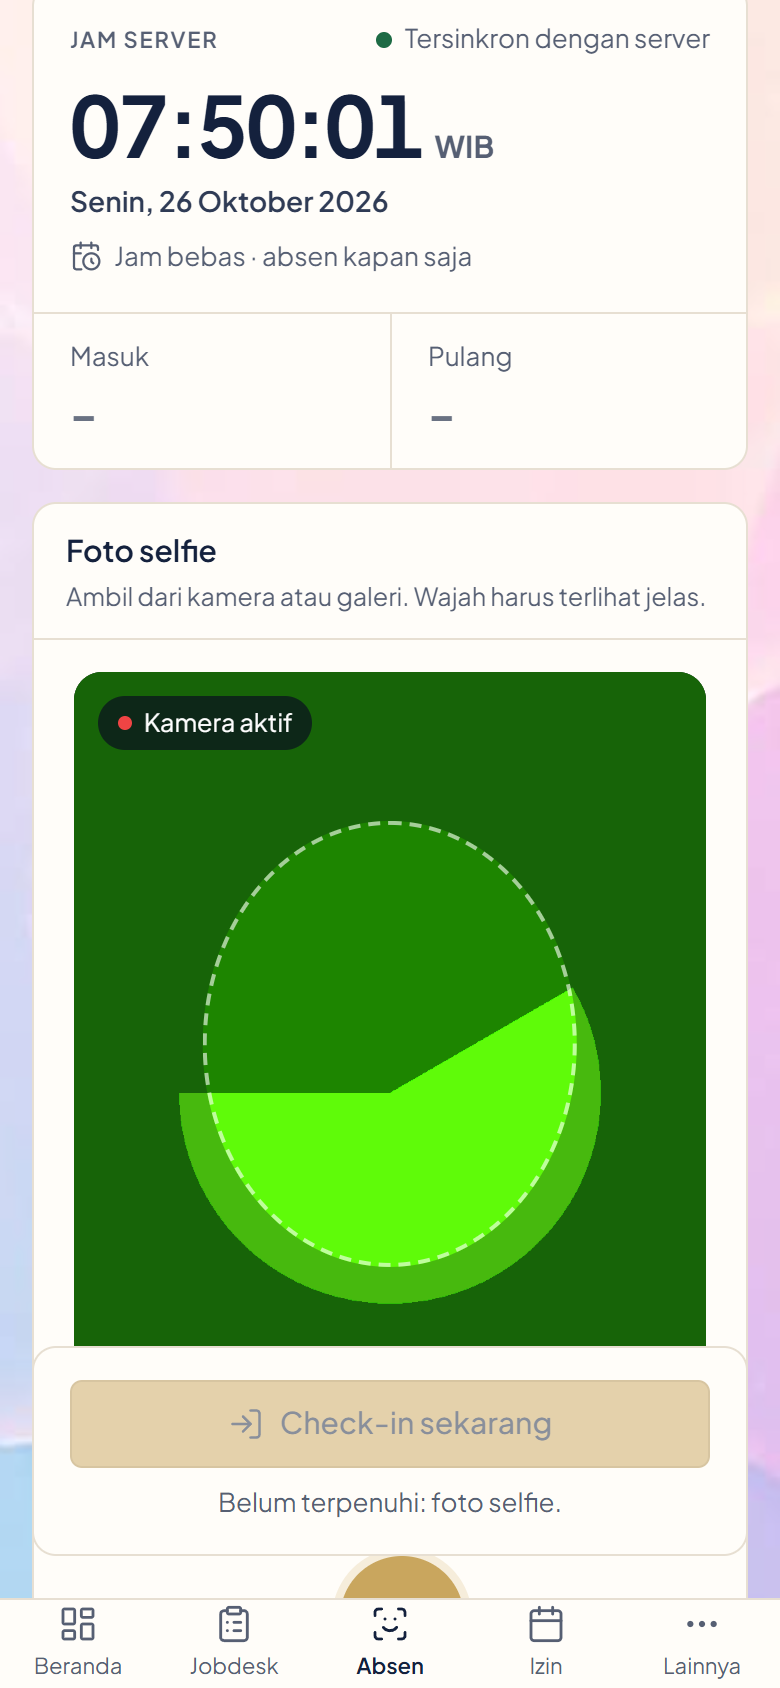 JAM SERVER
Tersinkron dengan server
07:50:01 WIB
Senin, 26 Oktober 2026
Jam bebas · absen kapan saja
Masuk
Pulang
–
–
Foto selfie
Ambil dari kamera atau galeri. Wajah harus terlihat jelas.
Kamera aktif
Check-in sekarang
Belum terpenuhi: foto selfie.
Beranda
Jobdesk
Absen
Izin
Lainnya